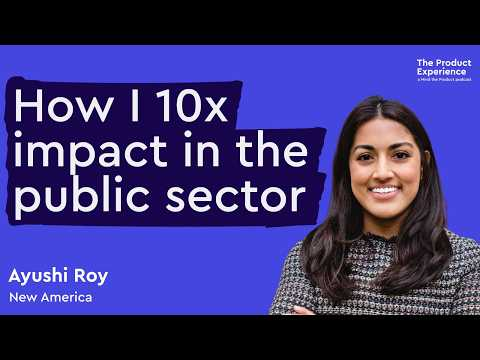 The Product
Experience
a Mind the Product podcast
How I 10x
impact in the
public sector
Ayushi Roy
New America